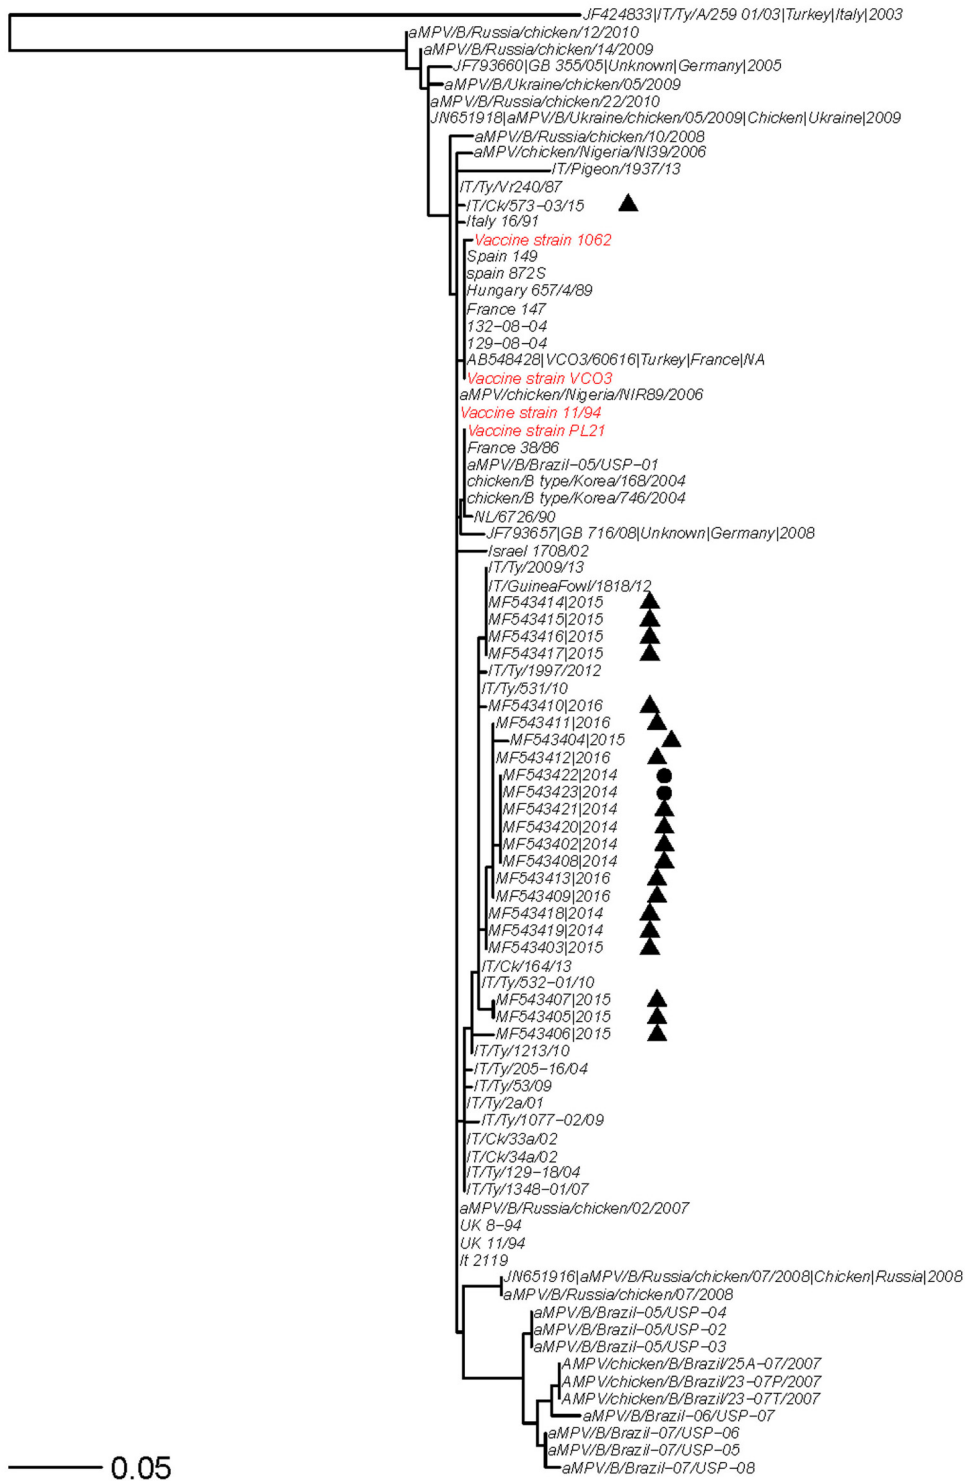 JF424833|IT/Ty/A/259 01/03|Turkey|Italy|2003
aMPV/B/Russia/chicken/12/2010
aMPV/B/Russia/chicken/14/2009
JF793660|GB 355/05|Unknown|Germany|2005
aMPV/B/Ukraine/chicken/05/2009
aMPV/B/Russia/chicken/22/2010
JN651918|aMPV/B/Ukraine/chicken/05/2009|Chicken|Ukraine|2009
aMPV/B/Russia/chicken/10/2008
aMPV/chicken/Nigeria/NI39/2006
IT/Pigeon/1937/13
IT/Ty/Vr240/87
IT/Ck/573−03/15
Italy 16/91
Vaccine strain 1062
Spain 149
spain 872S
Hungary 657/4/89
France 147
132−08−04
129−08−04
AB548428|VCO3/60616|Turkey|France|NA
Vaccine strain VCO3
aMPV/chicken/Nigeria/NIR89/2006
Vaccine strain 11/94
Vaccine strain PL21
France 38/86
aMPV/B/Brazil−05/USP−01
chicken/B type/Korea/168/2004
chicken/B type/Korea/746/2004
NL/6726/90
JF793657|GB 716/08|Unknown|Germany|2008
Israel 1708/02
IT/Ty/2009/13
IT/GuineaFowl/1818/12
MF543414|2015
MF543415|2015
MF543416|2015
MF543417|2015
IT/Ty/1997/2012
IT/Ty/531/10
MF543410|2016
MF543411|2016
MF543404|2015
MF543412|2016
MF543422|2014
MF543423|2014
MF543421|2014
MF543420|2014
MF543402|2014
MF543408|2014
MF543413|2016
MF543409|2016
MF543418|2014
MF543419|2014
MF543403|2015
IT/Ck/164/13
IT/Ty/532−01/10
MF543407|2015
MF543405|2015
MF543406|2015
IT/Ty/1213/10
IT/Ty/205−16/04
IT/Ty/53/09
IT/Ty/2a/01
IT/Ty/1077−02/09
IT/Ck/33a/02
IT/Ck/34a/02
IT/Ty/129−18/04
IT/Ty/1348−01/07
aMPV/B/Russia/chicken/02/2007
UK 8−94
UK 11/94
It 2119
JN651916|aMPV/B/Russia/chicken/07/2008|Chicken|Russia|2008
aMPV/B/Russia/chicken/07/2008
aMPV/B/Brazil−05/USP−04
aMPV/B/Brazil−05/USP−02
aMPV/B/Brazil−05/USP−03
AMPV/chicken/B/Brazil/25A−07/2007
AMPV/chicken/B/Brazil/23−07P/2007
AMPV/chicken/B/Brazil/23−07T/2007
aMPV/B/Brazil−06/USP−07
aMPV/B/Brazil−07/USP−06
aMPV/B/Brazil−07/USP−05
aMPV/B/Brazil−07/USP−08
0.05